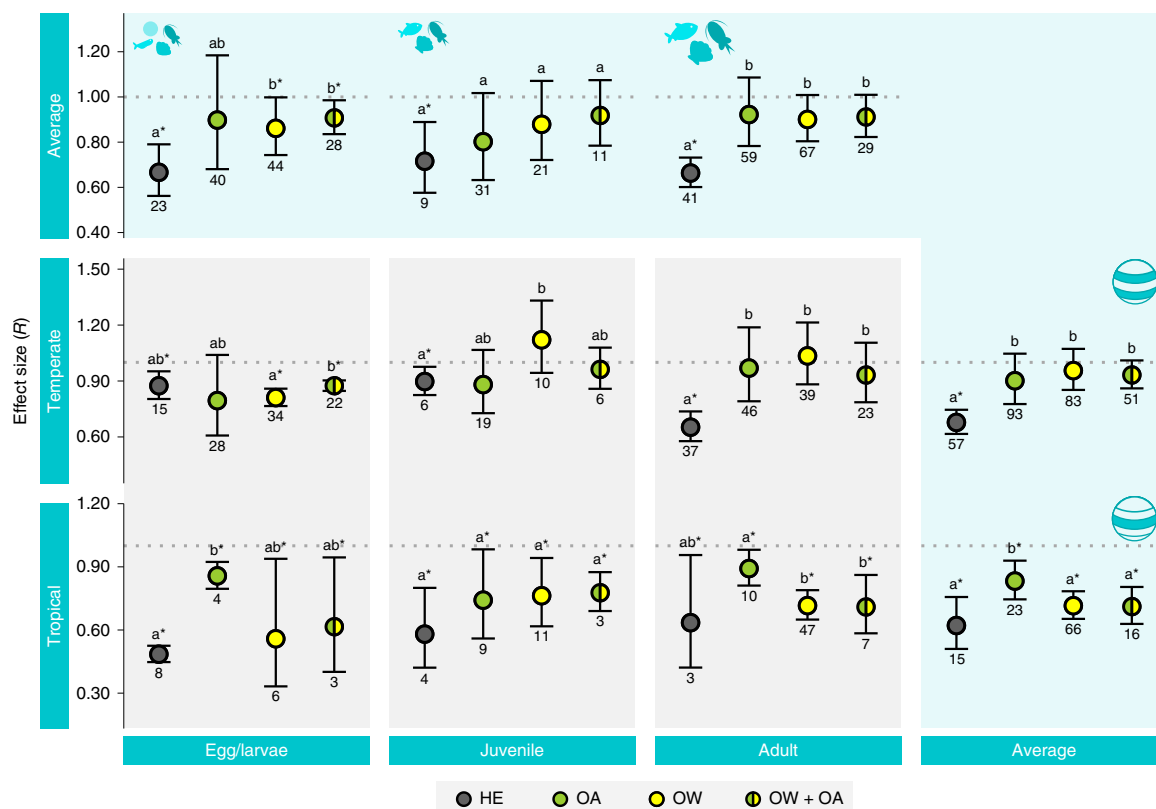 Average
1.20
1.00
0.80
0.60
0.40
a*
ab
b*
b*
23
40
44
28
a*
a
a
a
9
31
21
11
a*
b
b
b
41
59
67
29
Effect size (R)
Temperate
1.50
1.20
0.90
0.60
ab*
ab
a*
b*
15
28
34
22
a*
ab
b
ab
6
19
10
6
a*
b
b
b
37
46
39
23
a*
b
b
b
57
93
83
51
Tropical
1.20
0.90
0.60
0.30
a*
b*
ab*
ab*
8
4
6
3
a*
a*
a*
a*
4
9
11
3
ab*
a*
b*
b*
3
10
47
7
a*
b*
a*
a*
15
23
66
16
Egg/larvae
Juvenile
Adult
Average
HE OA OW OW + OA